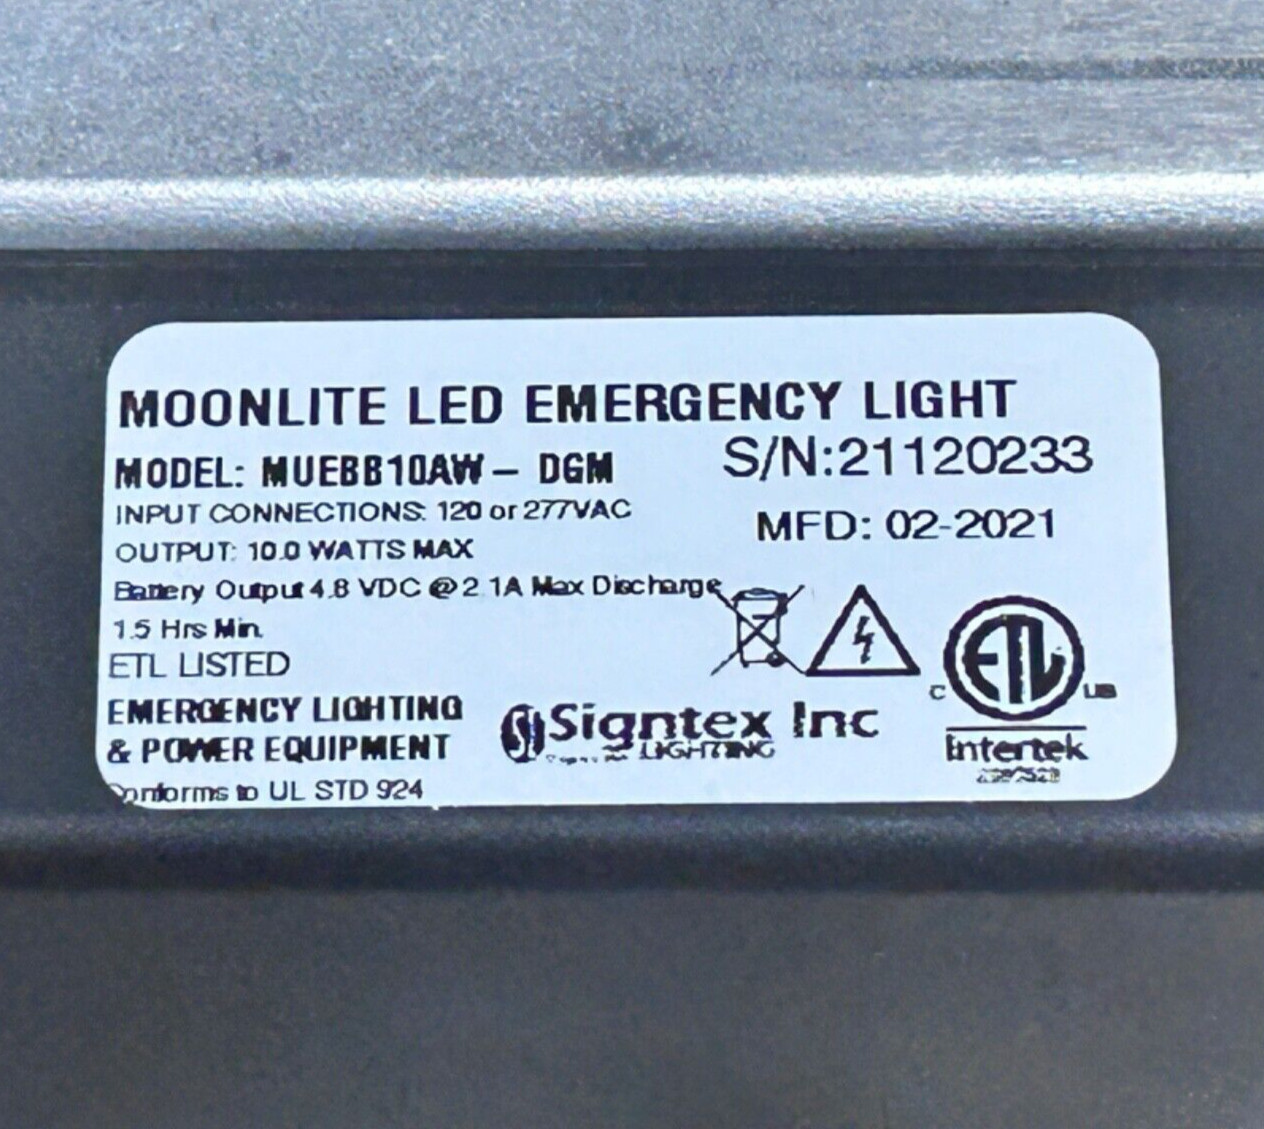 MOONLITE LED EMERGENCY LIGHT
MODEL: MUEBB10AW – DGM
S/N:21120233
INPUT CONNECTIONS: 120 or 277VAC
MFD: 02-2021
OUTPUT: 10.0 WATTS MAX
Battery Output 4.8 VDC @ 2.1A Max Discharge
1.5 Hrs Min.
ETL LISTED
EMERGENCY LIGHTING
& POWER EQUIPMENT
Conforms to UL STD 924
Signtex Inc
LIGHTING
ETL
C US
Intertek